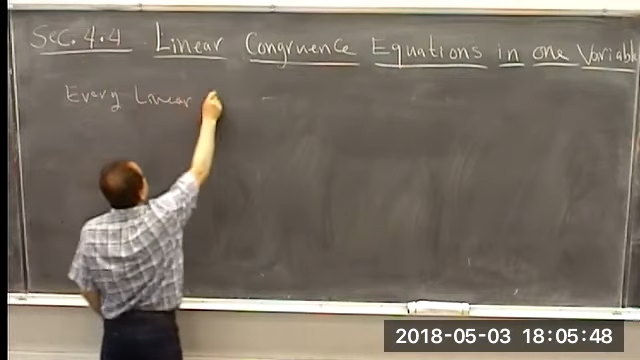 Sec. 4.4 Linear Congruence Equations in one Variable
Every Linear
2018-05-03 18:05:48